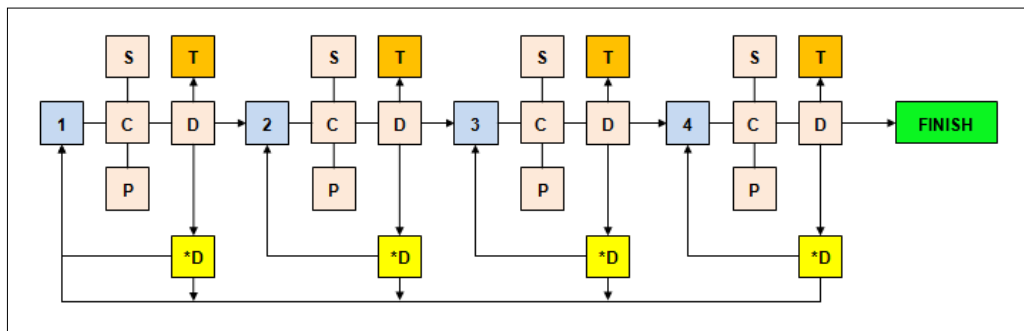 S T S T S T S T
1 C D 2 C D 3 C D 4 C D FINISH
P P P P
*D *D *D *D